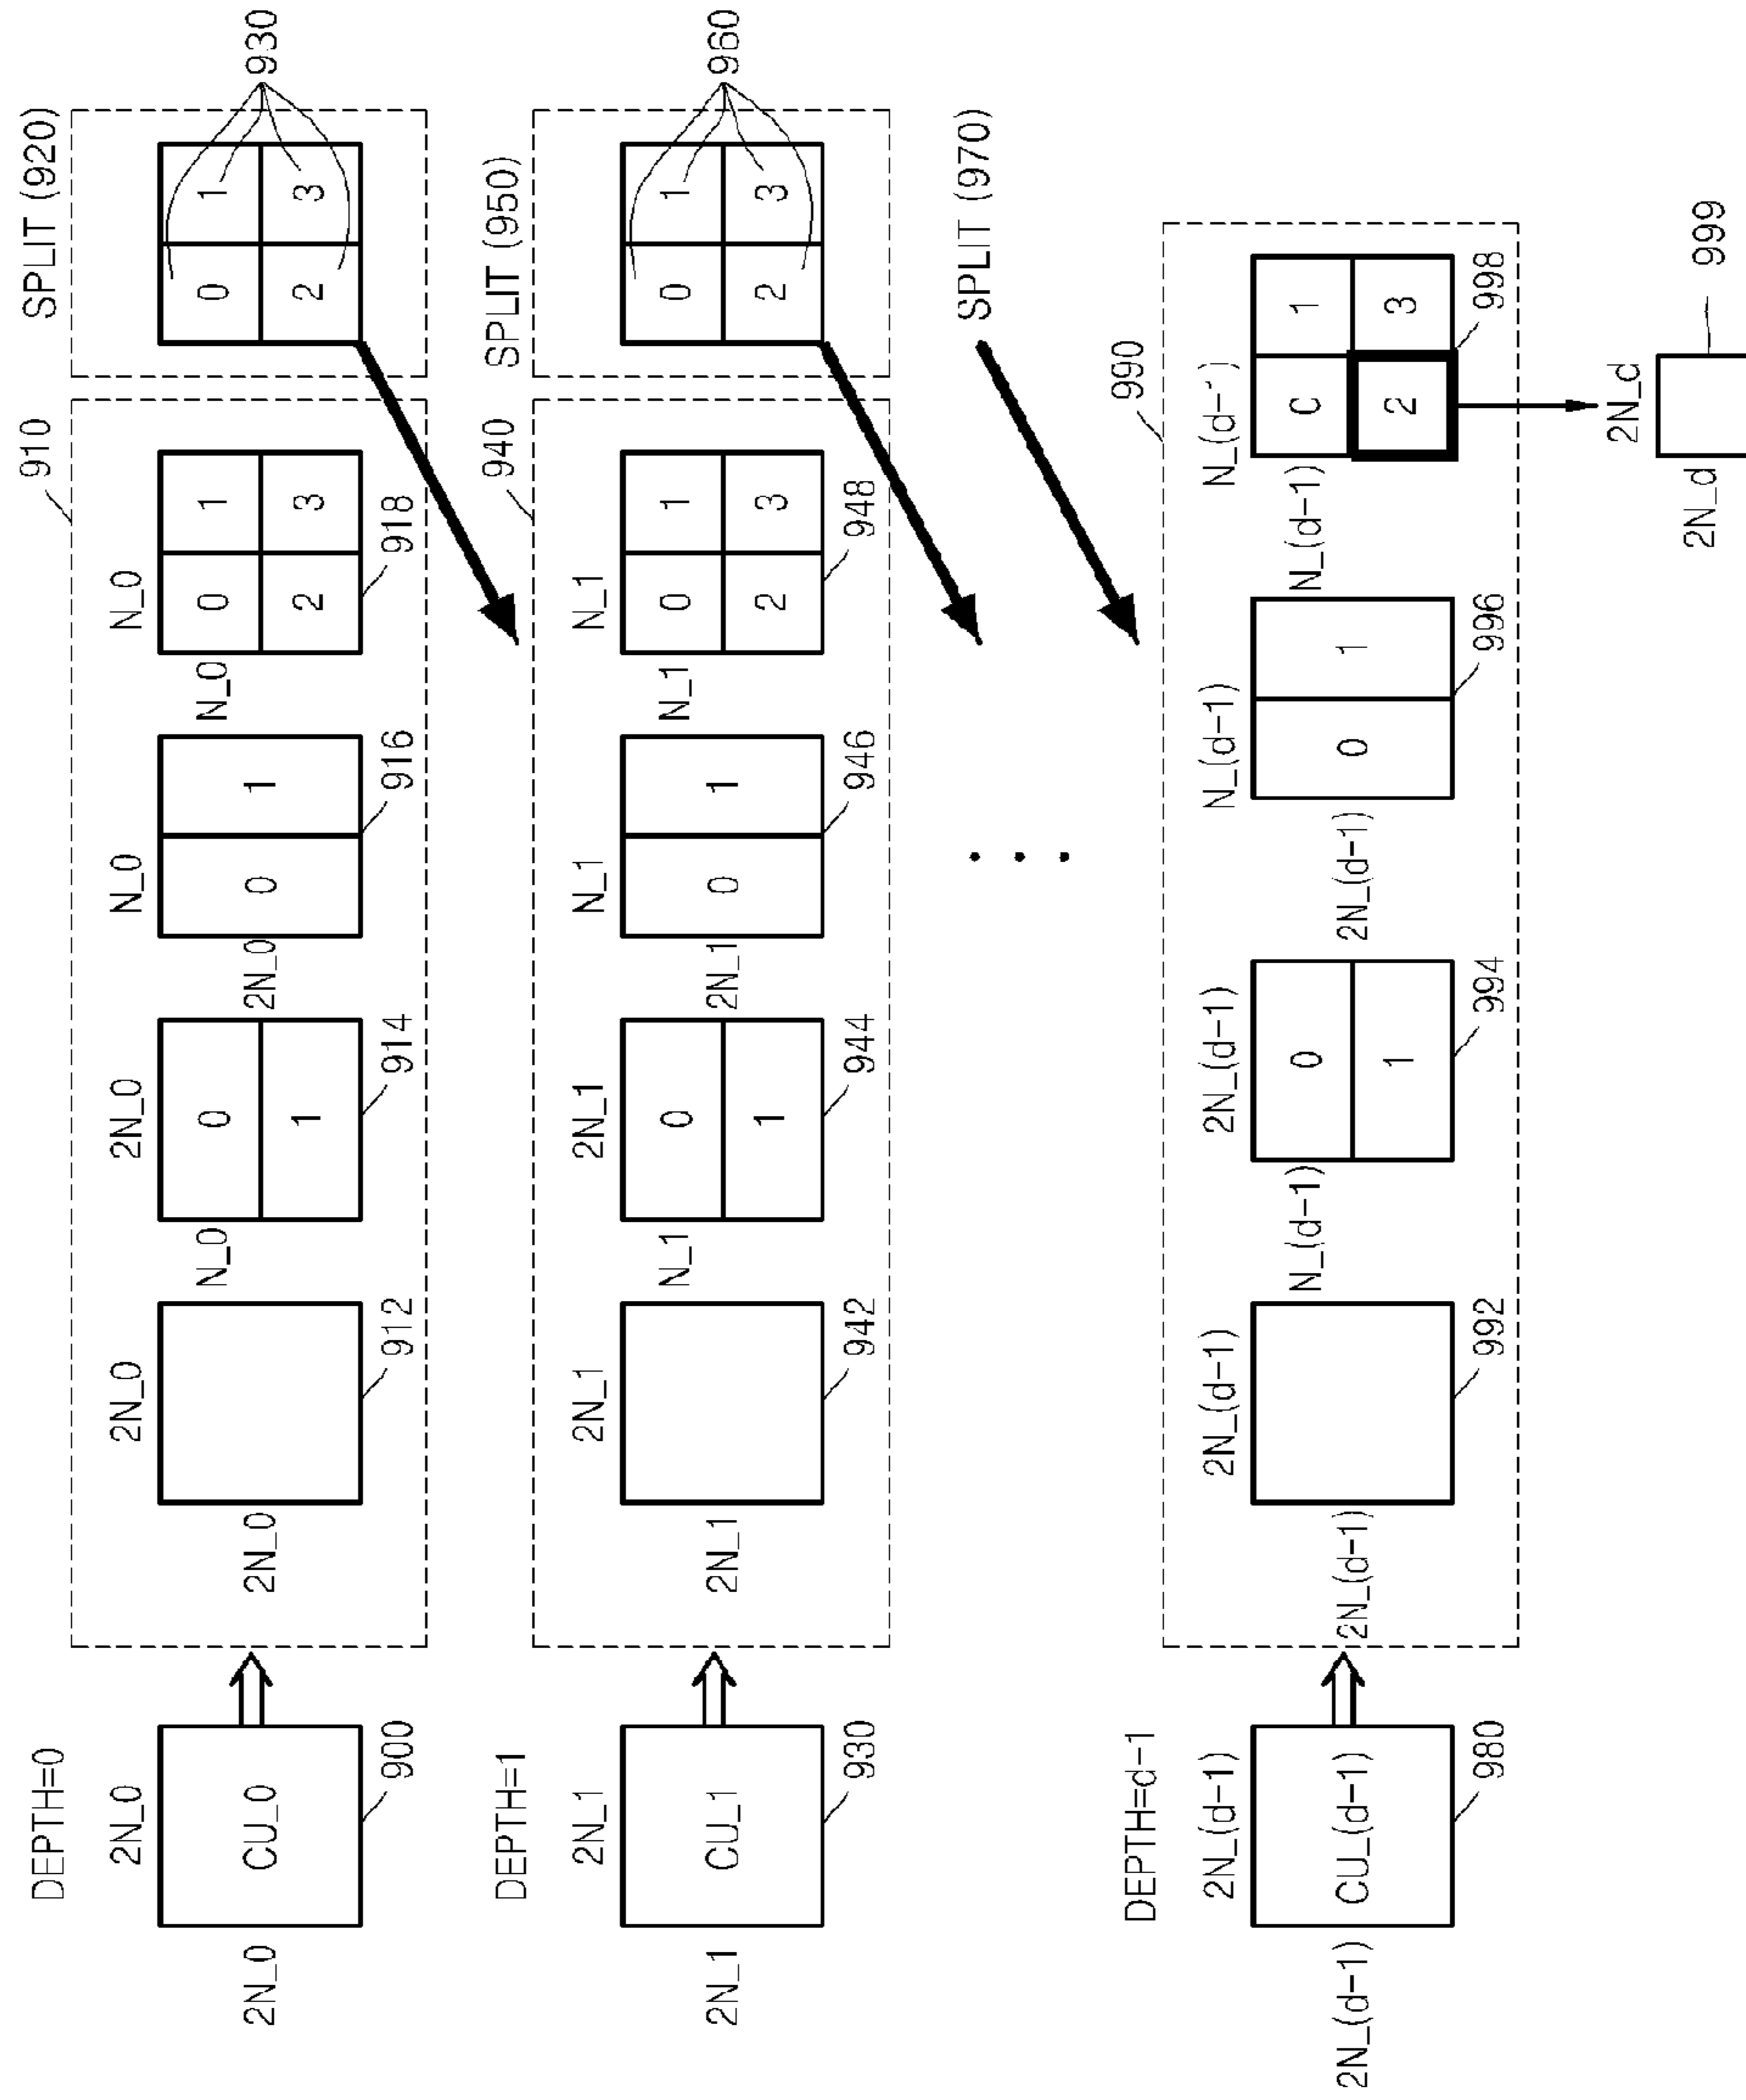 DEPTH=0
2N_0
2N_0
CU_0
900
910
2N_0
2N_0
912
2N_0
N_0
0
1
914
N_0
2N_0
0
1
916
N_0
N_0
0
1
2
3
918
SPLIT (920)
0
1
2
3
930
DEPTH=1
2N_1
2N_1
CU_1
930
940
2N_1
2N_1
942
2N_1
N_1
0
1
944
N_1
2N_1
0
1
946
N_1
N_1
0
1
2
3
948
SPLIT (950)
0
1
2
3
960
SPLIT (970)
. . .
DEPTH=d-1
2N_(d-1)
2N_(d-1)
CU_(d-1)
980
990
2N_(d-1)
2N_(d-1)
992
2N_(d-1)
N_(d-1)
0
1
994
N_(d-1)
2N_(d-1)
0
1
996
N_(d-1)
N_(d-1)
1
2
3
998
2N_d
2N_d
999